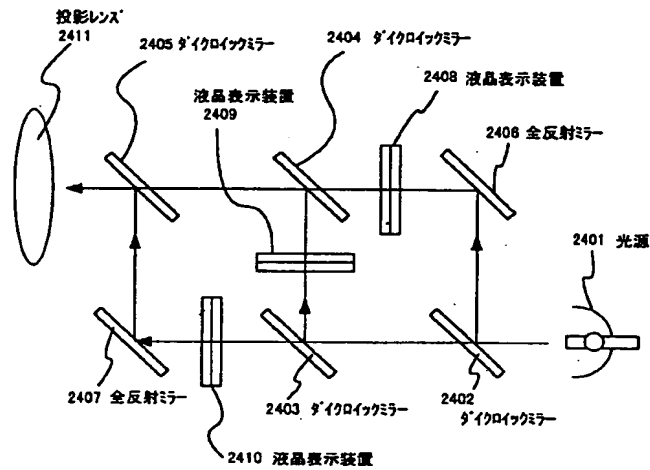 投影レンズ
2411
2405 ダイクロイックミラー
2404 ダイクロイックミラー
2408 液晶表示装置
液晶表示装置
2409
2406 全反射ミラー
2401 光源
2407 全反射ミラー
2403 ダイクロイックミラー
2402
ダイクロイックミラー
2410 液晶表示装置